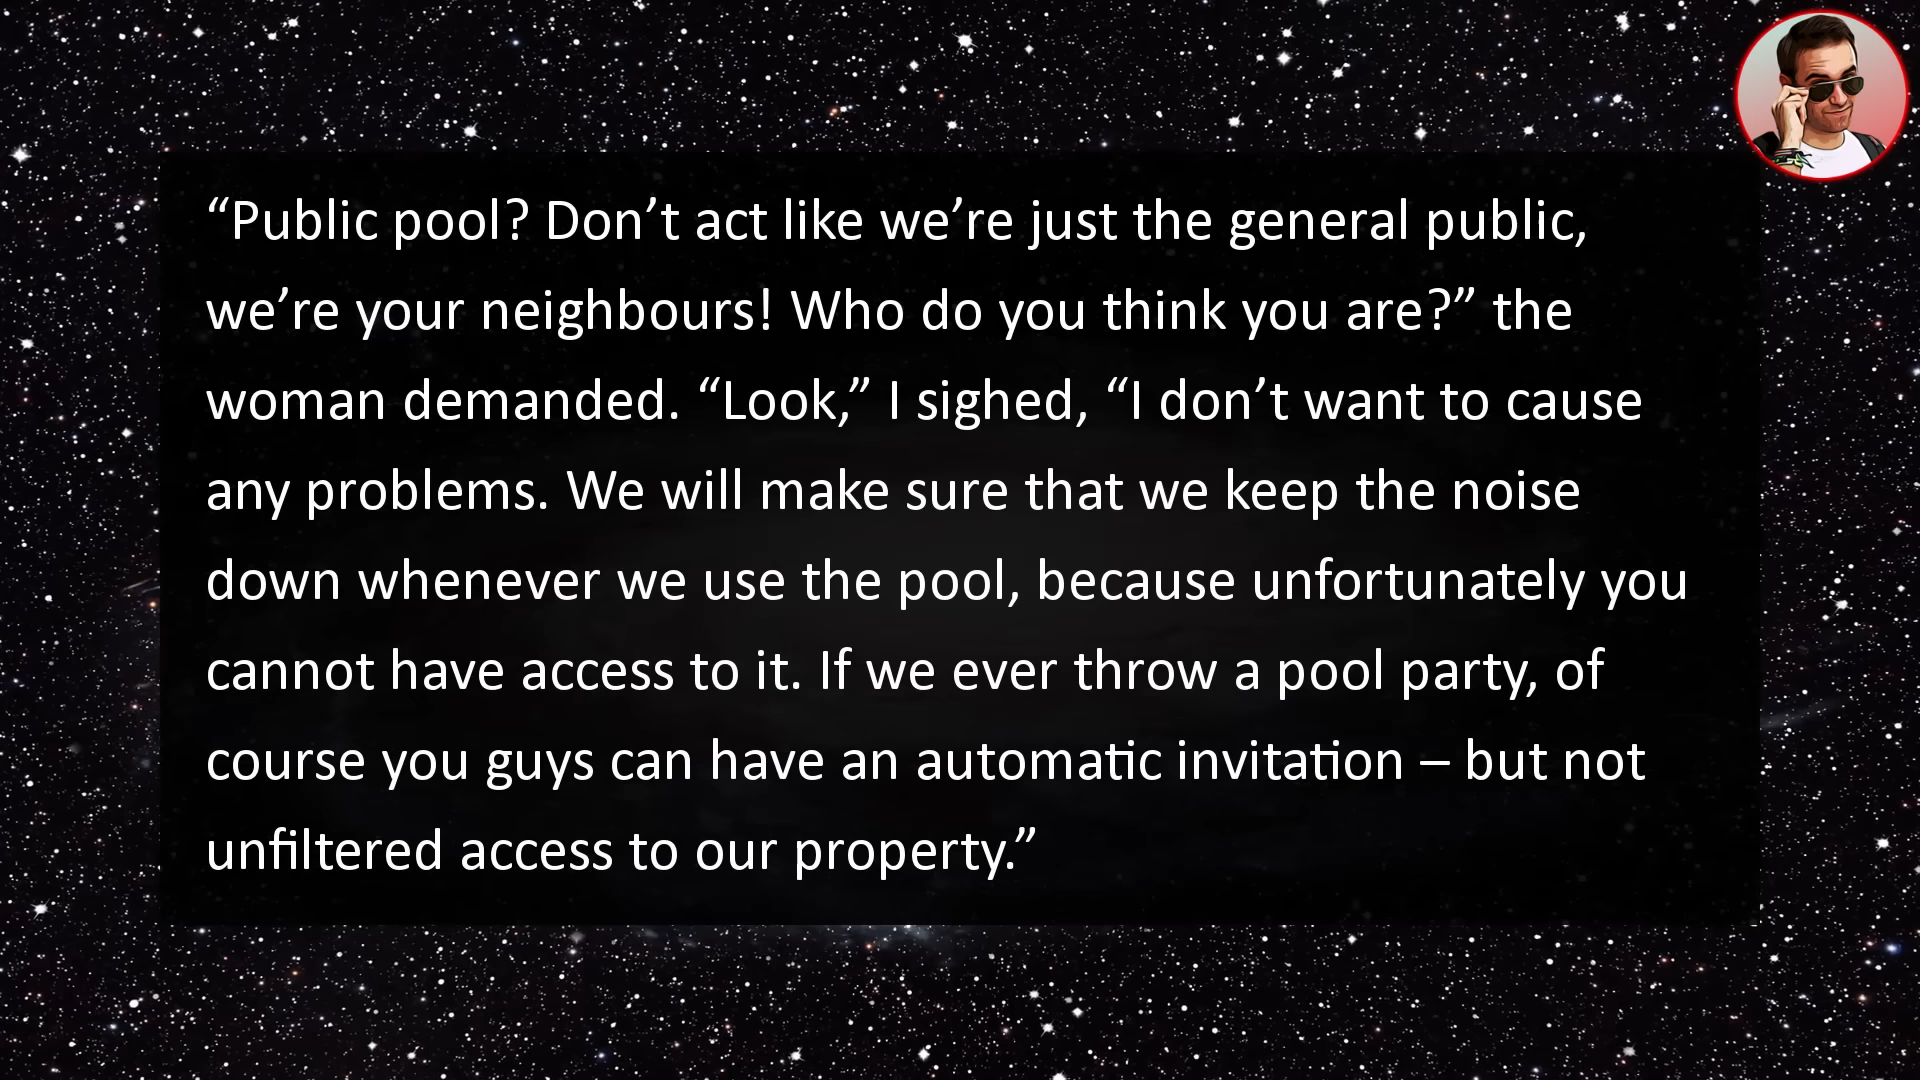 “Public pool? Don’t act like we’re just the general public,
we’re your neighbours! Who do you think you are?” the
woman demanded. “Look,” I sighed, “I don’t want to cause
any problems. We will make sure that we keep the noise
down whenever we use the pool, because unfortunately you
cannot have access to it. If we ever throw a pool party, of
course you guys can have an automatic invitation – but not
unfiltered access to our property.”